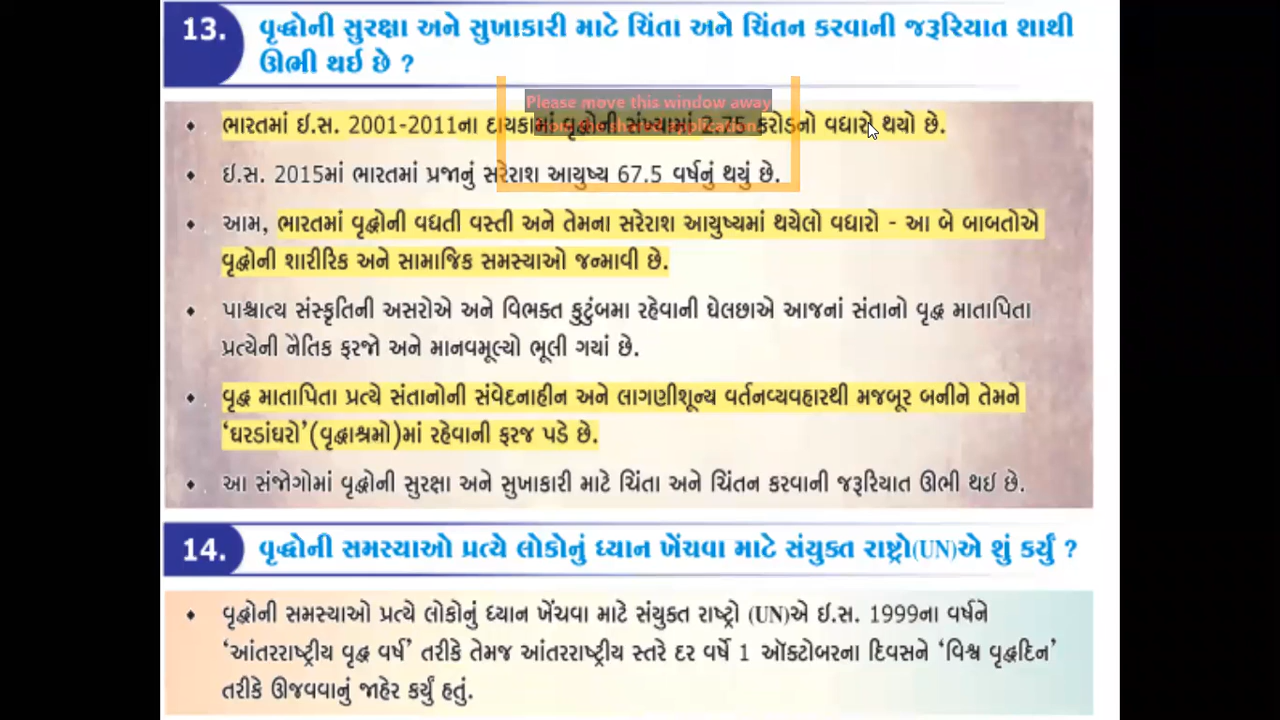 13. વૃદ્ધોની સુરક્ષા અને સુખાકારી માટે ચિંતા અને ચિંતન કરવાની જરૂરિયાત શાથી
ઊભી થઇ છે ?
Please move this window away
from the shared application
• ભારતમાં ઈ.સ. 2001-2011ના દાયકામાં વૃદ્ધોની સંખ્યામાં 2.75 કરોડનો વધારો થયો છે.
• ઈ.સ. 2015માં ભારતમાં પ્રજાનું સરેરાશ આયુષ્ય 67.5 વર્ષનું થયું છે.
• આમ, ભારતમાં વૃદ્ધોની વધતી વસ્તી અને તેમના સરેરાશ આયુષ્યમાં થયેલો વધારો - આ બે બાબતોએ
વૃદ્ધોની શારીરિક અને સામાજિક સમસ્યાઓ જન્માવી છે.
• પાશ્ચાત્ય સંસ્કૃતિની અસરોએ અને વિભક્ત કુટુંબમા રહેવાની ઘેલછાએ આજનાં સંતાનો વૃદ્ધ માતાપિતા
પ્રત્યેની નૈતિક ફરજો અને માનવમૂલ્યો ભૂલી ગયાં છે.
• વૃદ્ધ માતાપિતા પ્રત્યે સંતાનોની સંવેદનાહીન અને લાગણીશૂન્ય વર્તનવ્યવહારથી મજબૂર બનીને તેમને
‘ઘરડાંઘરો’(વૃદ્ધાશ્રમો)માં રહેવાની ફરજ પડે છે.
• આ સંજોગોમાં વૃદ્ધોની સુરક્ષા અને સુખાકારી માટે ચિંતા અને ચિંતન કરવાની જરૂરિયાત ઊભી થઇ છે.
14. વૃદ્ધોની સમસ્યાઓ પ્રત્યે લોકોનું ધ્યાન ખેંચવા માટે સંયુક્ત રાષ્ટ્રો(UN)એ શું કર્યું ?
• વૃદ્ધોની સમસ્યાઓ પ્રત્યે લોકોનું ધ્યાન ખેંચવા માટે સંયુક્ત રાષ્ટ્રો (UN)એ ઈ.સ. 1999ના વર્ષને
‘આંતરરાષ્ટ્રીય વૃદ્ધ વર્ષ’ તરીકે તેમજ આંતરરાષ્ટ્રીય સ્તરે દર વર્ષે 1 ઑક્ટોબરના દિવસને ‘વિશ્વ વૃદ્ધદિન’
તરીકે ઊજવવાનું જાહેર કર્યું હતું.